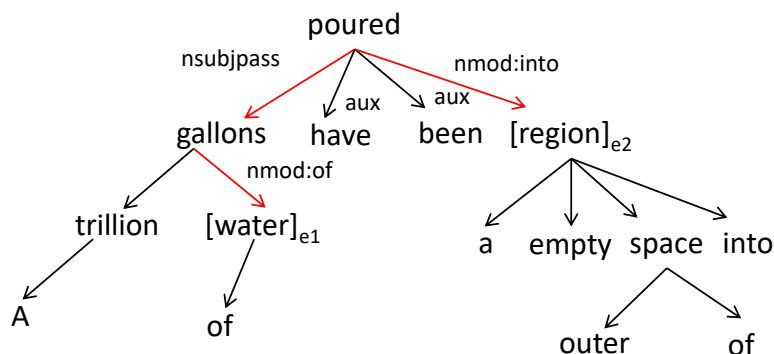 poured
nsubjpass nmod:into
aux aux
gallons have been [region]e2
nmod:of
trillion [water]e1 a empty space into
A of outer of